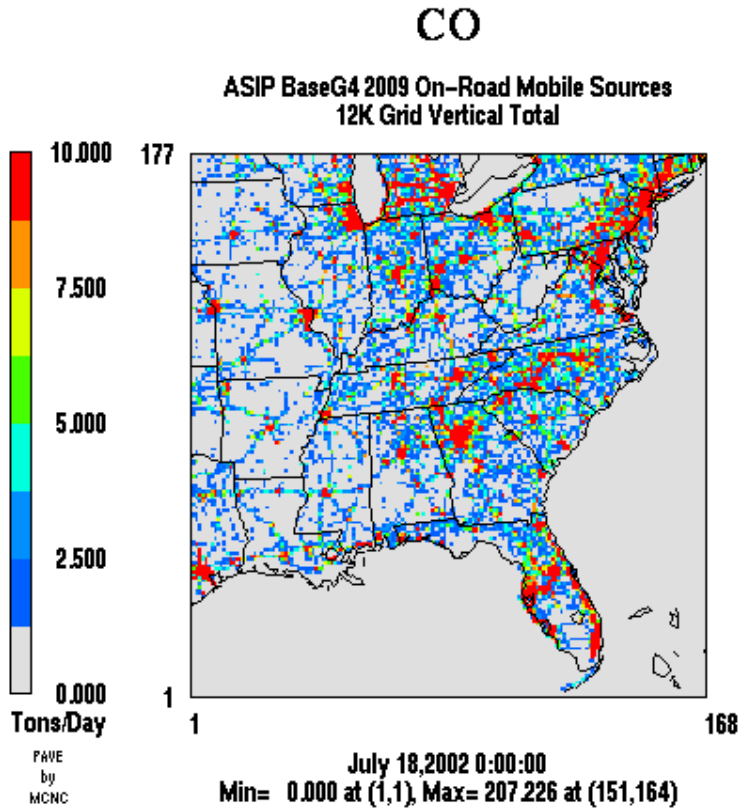 CO
ASIP BaseG4 2009 On-Road Mobile Sources
12K Grid Vertical Total
10.000
7.500
5.000
2.500
0.000
Tons/Day
PAVE
by
MCNC
177
1
1
168
July 18,2002 0:00:00
Min= 0.000 at (1,1), Max= 207.226 at (151,164)